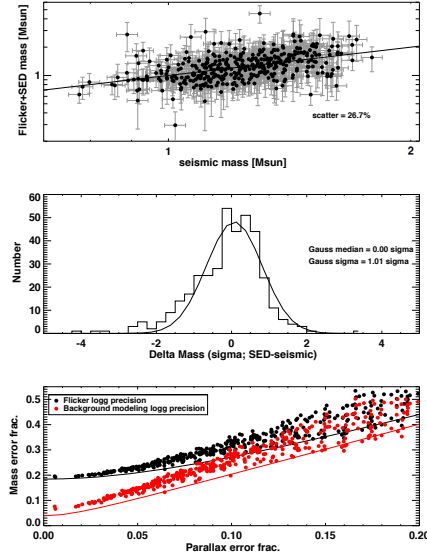 Flicker+SED mass [Msun]
1
scatter = 26.7%
1
2
seismic mass [Msun]
60
50
40
30
20
10
0
Number
Gauss median = 0.00 sigma
Gauss sigma = 1.01 sigma
-4
-2
0
2
4
Delta Mass (sigma; SED-seismic)
Mass error frac.
0.5
0.4
0.3
0.2
0.1
0.0
Flicker logg precision
Background modeling logg precision
0.00
0.05
0.10
0.15
0.20
Parallax error frac.